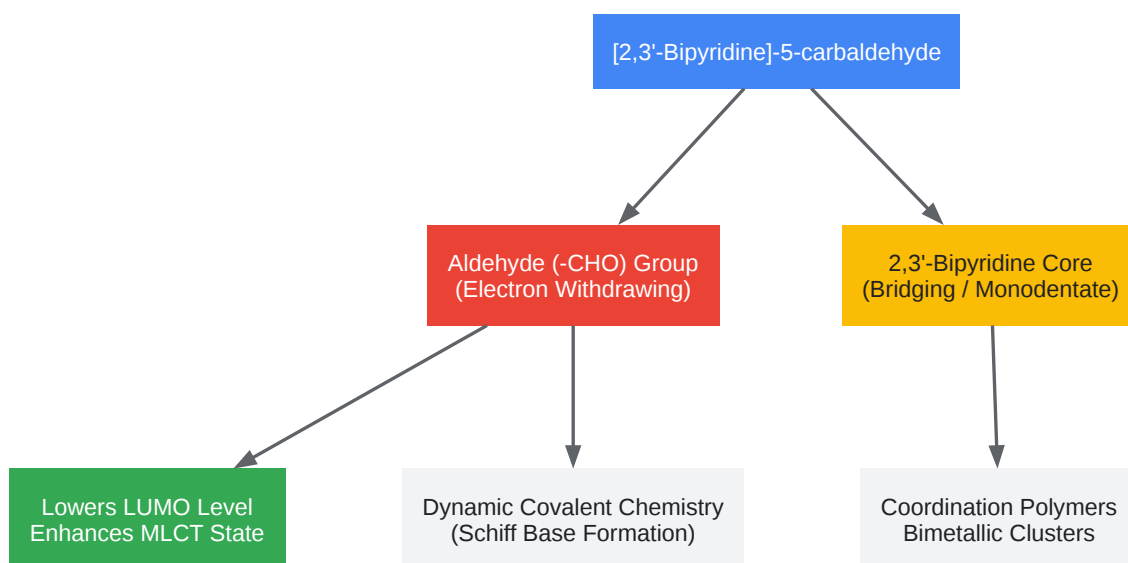 [2,3'-Bipyridine]-5-carbaldehyde
Aldehyde (-CHO) Group
(Electron Withdrawing)
2,3'-Bipyridine Core
(Bridging / Monodentate)
Lowers LUMO Level
Enhances MLCT State
Dynamic Covalent Chemistry
(Schiff Base Formation)
Coordination Polymers
Bimetallic Clusters